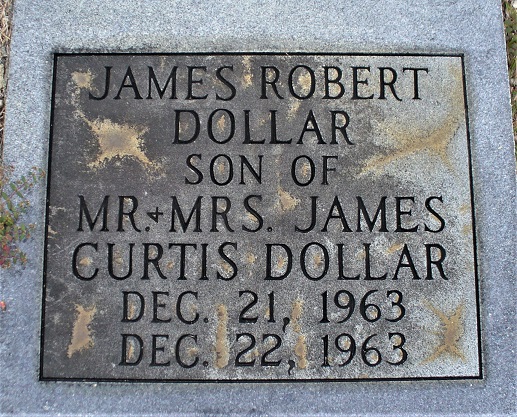 JAMES ROBERT
DOLLAR
SON OF
MR.+MRS. JAMES
CURTIS DOLLAR
DEC. 21, 1963
DEC. 22, 1963